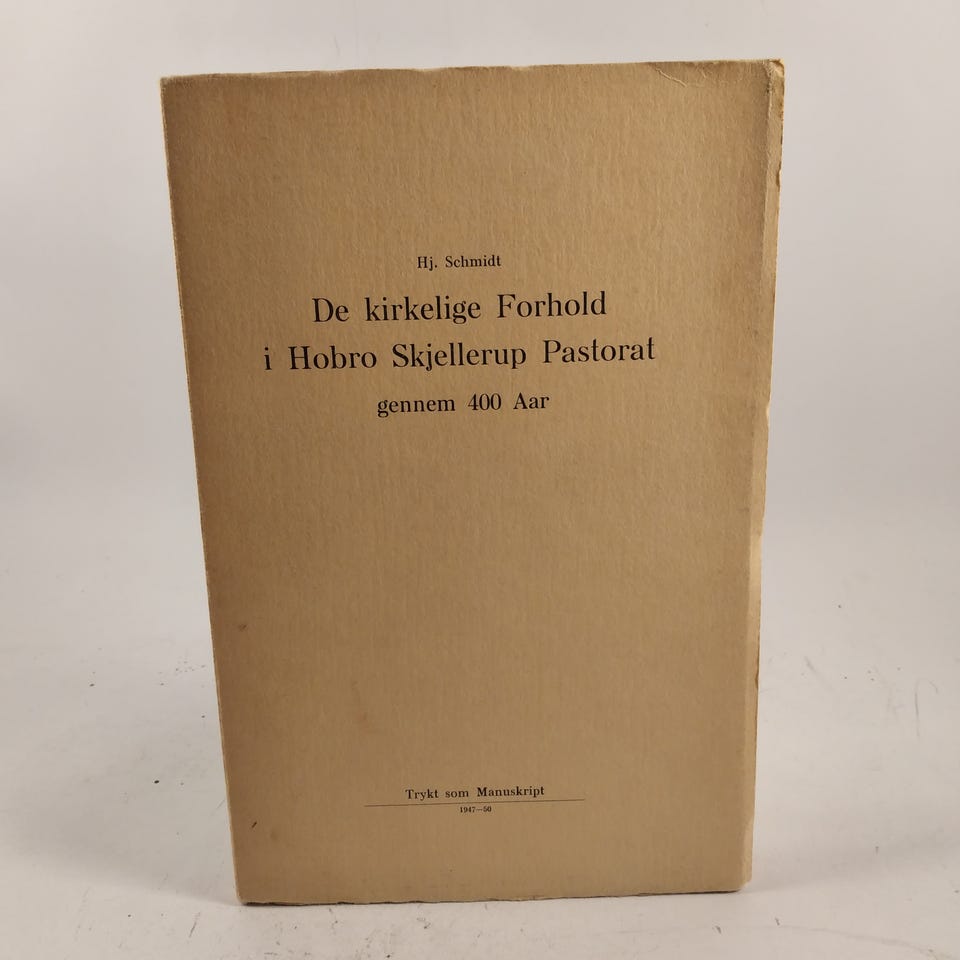 Hj. Schmidt
De kirkelige Forhold
i Hobro Skjellerup Pastorat
gennem 400 Aar
Trykt som Manuskript
1947—50